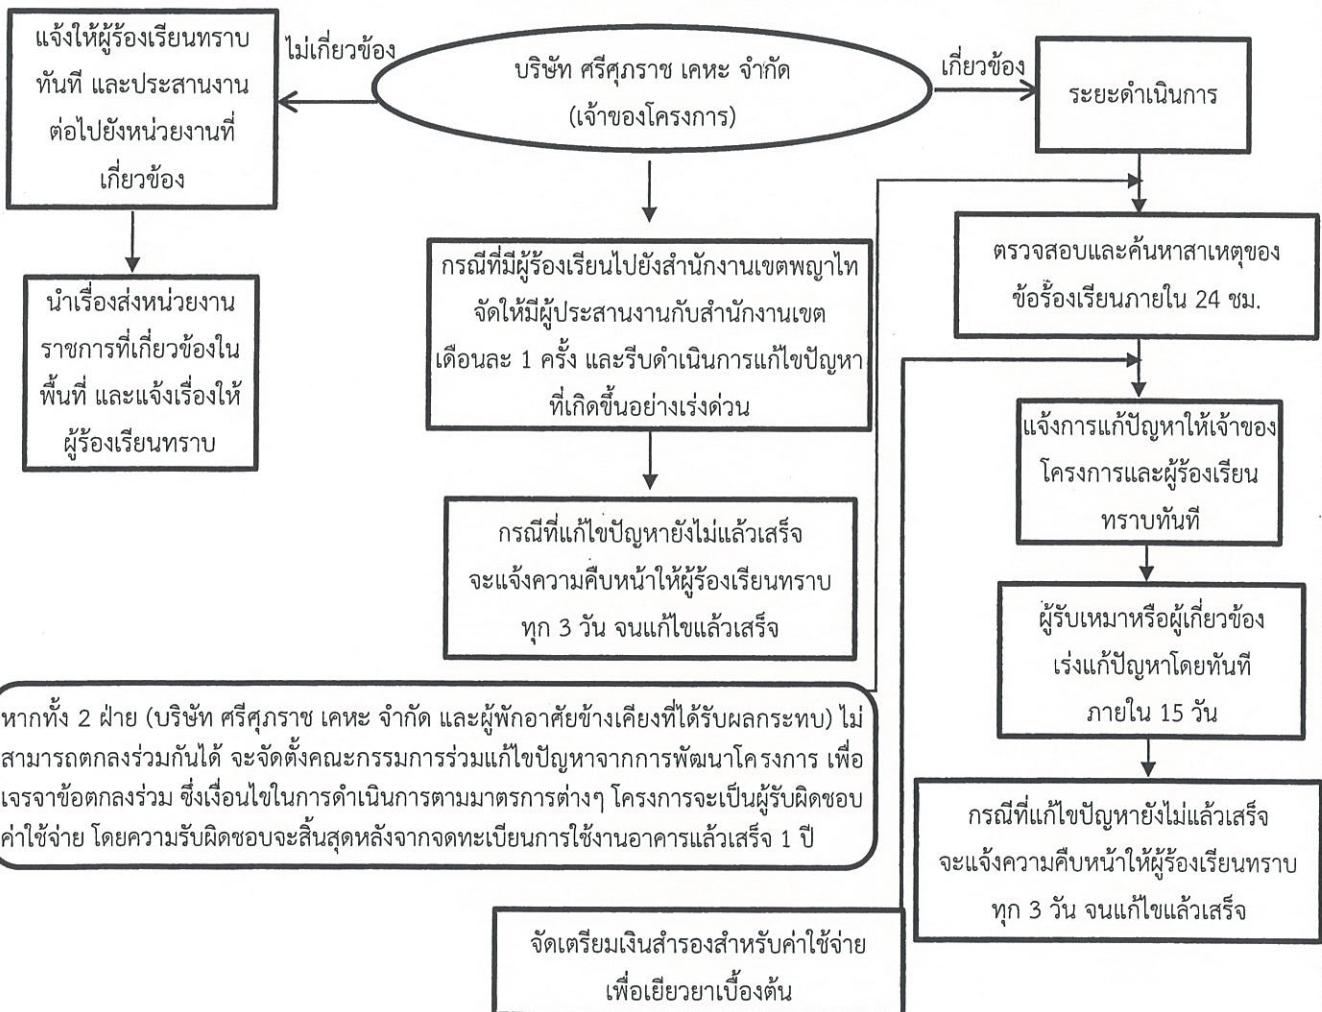 แจ้งให้ผู้ร้องเรียนทราบ
ทันที และประสานงาน
ต่อไปยังหน่วยงานที่
เกี่ยวข้อง
ไม่เกี่ยวข้อง
บริษัท ศรีศุภราช เคหะ จำกัด
(เจ้าของโครงการ)
เกี่ยวข้อง
ระยะดำเนินการ
นำเรื่องส่งหน่วยงาน
ราชการที่เกี่ยวข้องใน
พื้นที่ และแจ้งเรื่องให้
ผู้ร้องเรียนทราบ
กรณีที่มีผู้ร้องเรียนไปยังสำนักงานเขตพญาไท
จัดให้มีผู้ประสานงานกับสำนักงานเขต
เดือนละ 1 ครั้ง และรีบดำเนินการแก้ไขปัญหา
ที่เกิดขึ้นอย่างเร่งด่วน
กรณีที่แก้ไขปัญหายังไม่แล้วเสร็จ
จะแจ้งความคืบหน้าให้ผู้ร้องเรียนทราบ
ทุก 3 วัน จนแก้ไขแล้วเสร็จ
ตรวจสอบและค้นหาสาเหตุของ
ข้อร้องเรียนภายใน 24 ชม.
แจ้งการแก้ปัญหาให้เจ้าของ
โครงการและผู้ร้องเรียน
ทราบทันที
ผู้รับเหมาหรือผู้เกี่ยวข้อง
เร่งแก้ปัญหาโดยทันที
ภายใน 15 วัน
กรณีที่แก้ไขปัญหายังไม่แล้วเสร็จ
จะแจ้งความคืบหน้าให้ผู้ร้องเรียนทราบ
ทุก 3 วัน จนแก้ไขแล้วเสร็จ
หากทั้ง 2 ฝ่าย (บริษัท ศรีศุภราช เคหะ จำกัด และผู้พักอาศัยข้างเคียงที่ได้รับผลกระทบ) ไม่
สามารถตกลงร่วมกันได้ จะจัดตั้งคณะกรรมการร่วมแก้ไขปัญหาจากการพัฒนาโครงการ เพื่อ
เจรจาข้อตกลงร่วม ซึ่งเงื่อนไขในการดำเนินการตามมาตรการต่างๆ โครงการจะเป็นผู้รับผิดชอบ
ค่าใช้จ่าย โดยความรับผิดชอบจะสิ้นสุดหลังจากจดทะเบียนการใช้งานอาคารแล้วเสร็จ 1 ปี
จัดเตรียมเงินสำรองสำหรับค่าใช้จ่าย
เพื่อเยียวยาเบื้องต้น